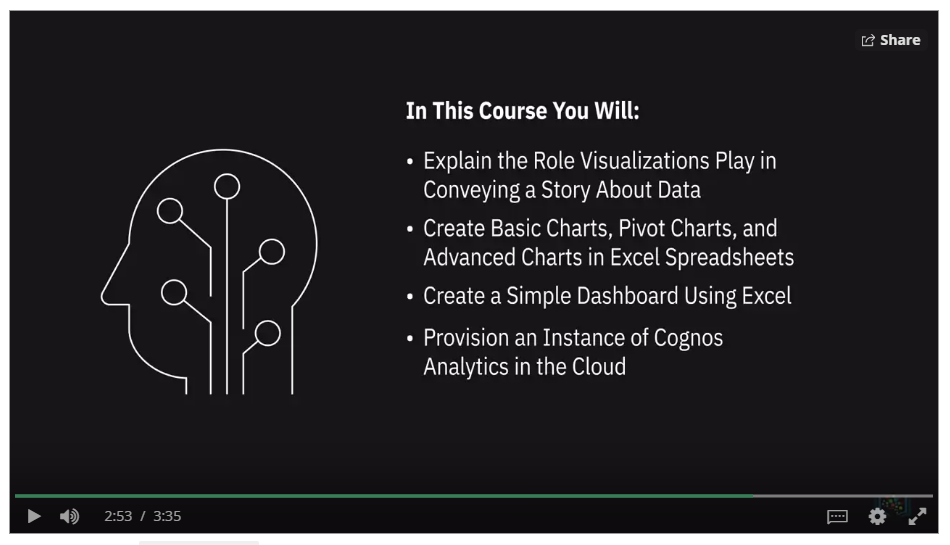 Share
In This Course You Will:
• Explain the Role Visualizations Play in
Conveying a Story About Data
• Create Basic Charts, Pivot Charts, and
Advanced Charts in Excel Spreadsheets
• Create a Simple Dashboard Using Excel
• Provision an Instance of Cognos
Analytics in the Cloud
2:53 / 3:35